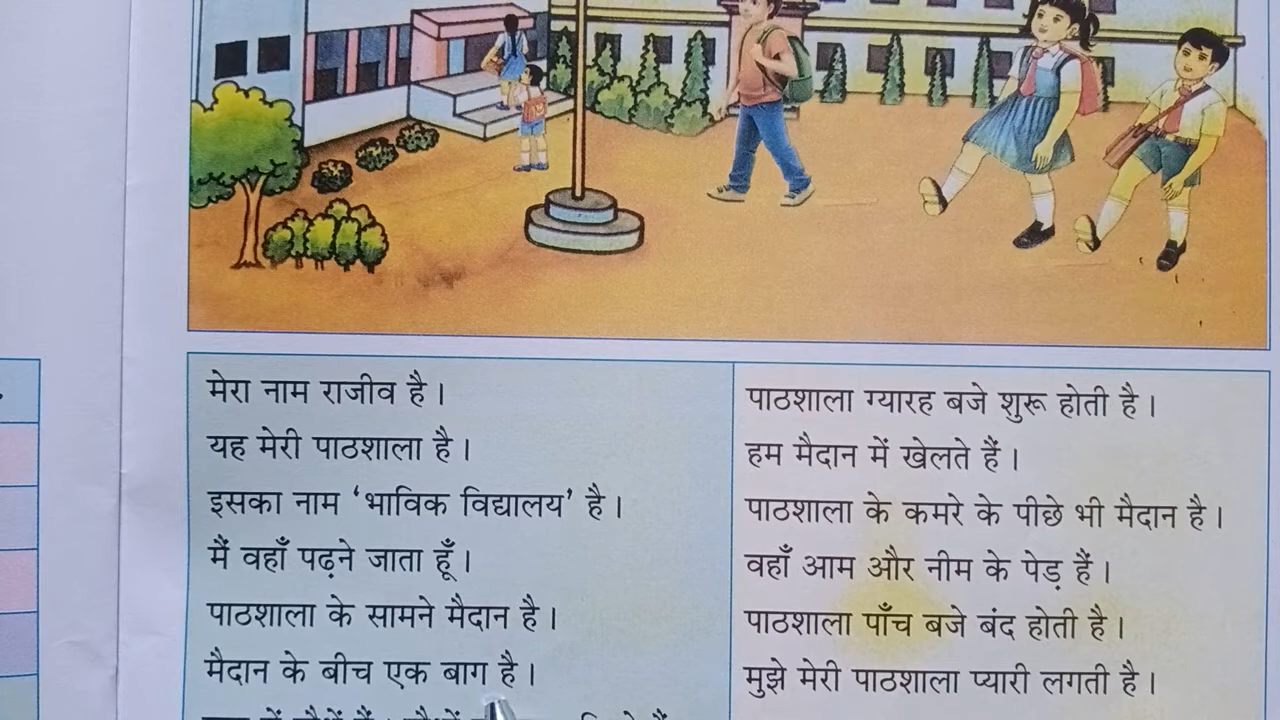 मेरा नाम राजीव है ।
यह मेरी पाठशाला है ।
इसका नाम ‘भाविक विद्यालय’ है ।
मैं वहाँ पढ़ने जाता हूँ ।
पाठशाला के सामने मैदान है ।
मैदान के बीच एक बाग है ।
पाठशाला ग्यारह बजे शुरू होती है ।
हम मैदान में खेलते हैं ।
पाठशाला के कमरे के पीछे भी मैदान है ।
वहाँ आम और नीम के पेड़ हैं ।
पाठशाला पाँच बजे बंद होती है ।
मुझे मेरी पाठशाला प्यारी लगती है ।